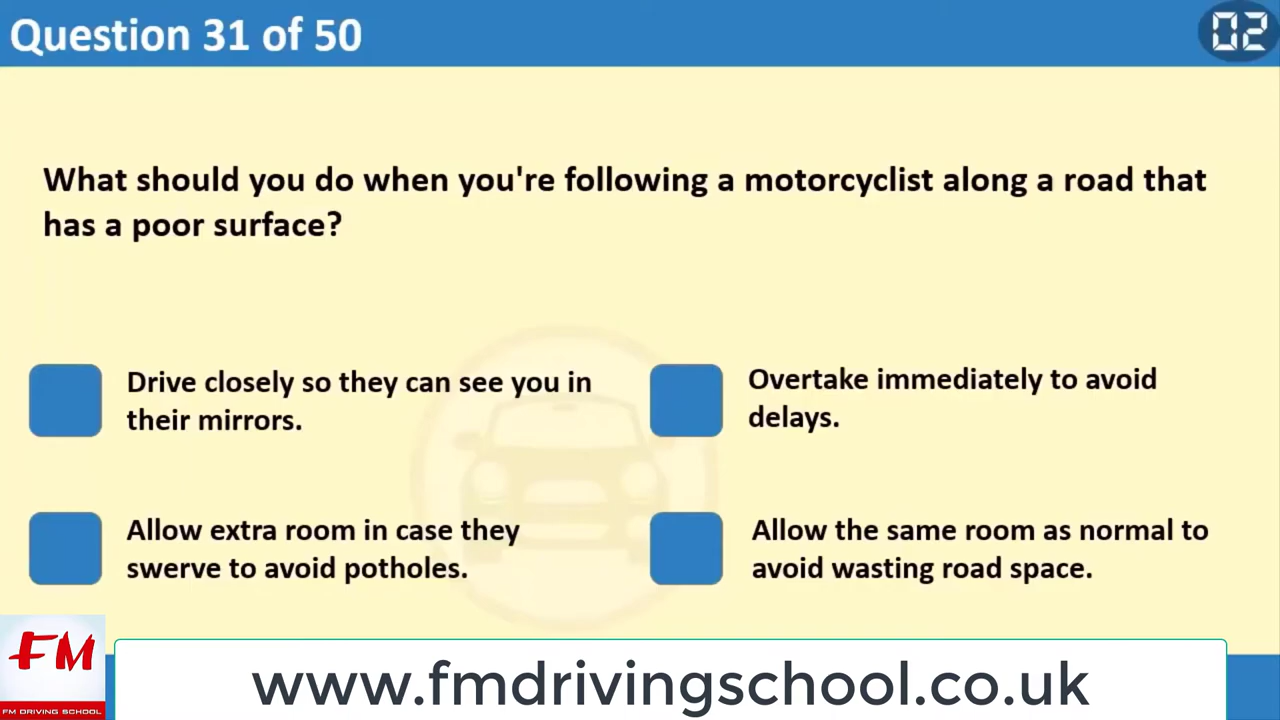 Question 31 of 50
02
What should you do when you're following a motorcyclist along a road that
has a poor surface?
Drive closely so they can see you in
their mirrors.
Overtake immediately to avoid
delays.
Allow extra room in case they
swerve to avoid potholes.
Allow the same room as normal to
avoid wasting road space.
FM
FM DRIVING SCHOOL
www.fmdrivingschool.co.uk